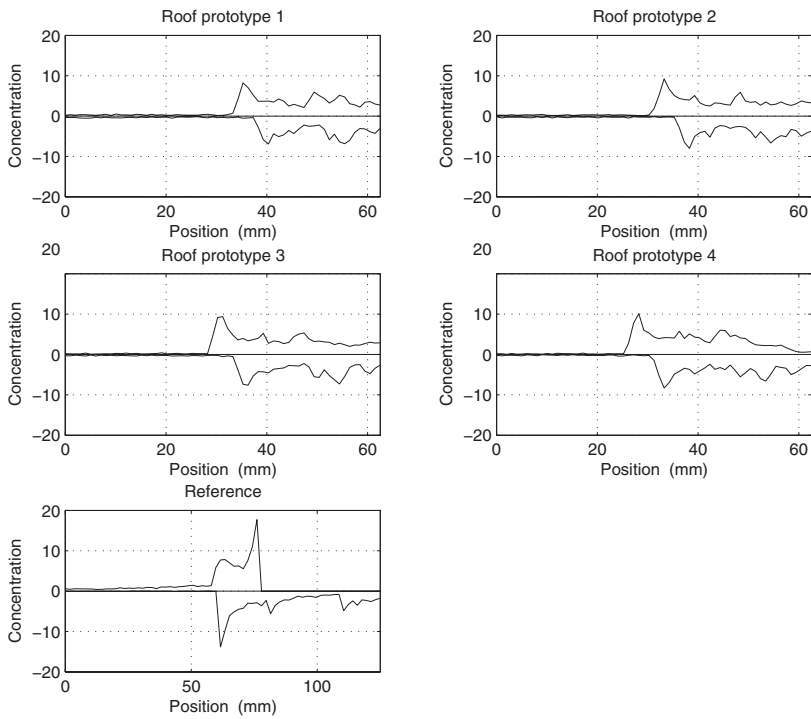 Roof prototype 1
20
10
0
−10
−20
Concentration
0
20
40
60
Position (mm)
Roof prototype 2
20
10
0
−10
−20
Concentration
0
20
40
60
Position (mm)
Roof prototype 3
20
10
0
−10
−20
Concentration
0
20
40
60
Position (mm)
Roof prototype 4
20
10
0
−10
−20
Concentration
0
20
40
60
Position (mm)
Reference
20
10
0
−10
−20
Concentration
0
50
100
Position (mm)